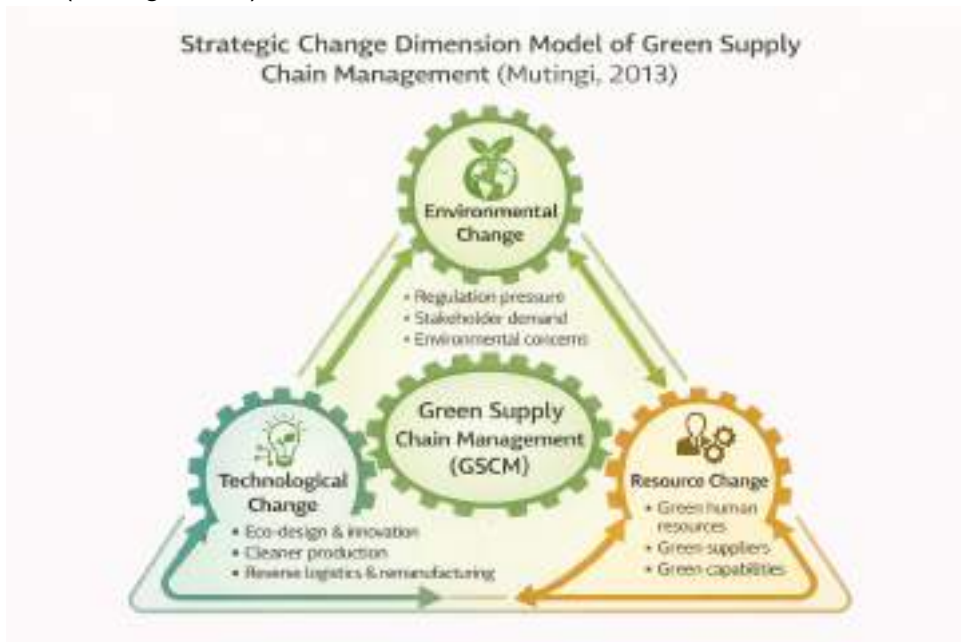 Strategic Change Dimension Model of Green Supply
Chain Management (Mutingi, 2013)
Environmental
Change
• Regulation pressure
• Stakeholder demand
• Environmental concerns
Green Supply
Chain Management
(GSCM)
Technological
Change
• Eco-design & innovation
• Cleaner production
• Reverse logistics & remanufacturing
Resource Change
• Green human
resources
• Green suppliers
• Green capabilities